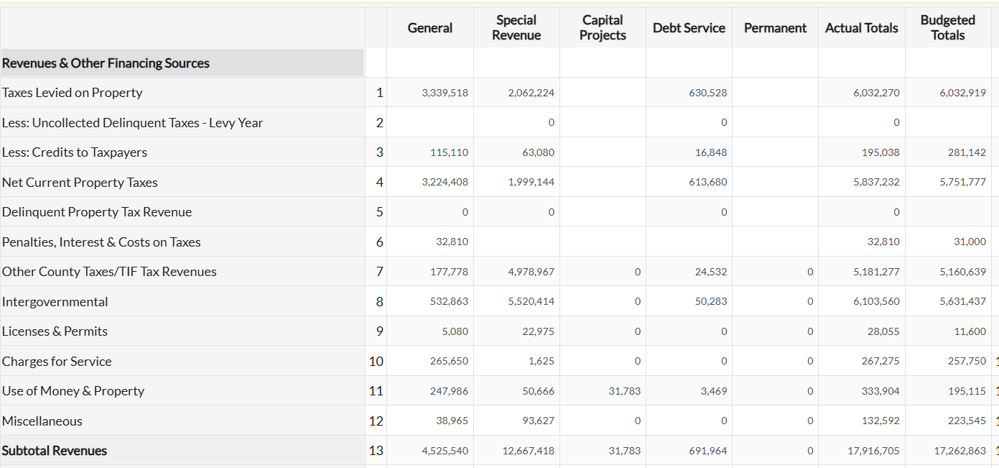 General Special Revenue Capital Projects Debt Service Permanent Actual Totals Budgeted Totals
Revenues & Other Financing Sources
Taxes Levied on Property 1 3,339,518 2,062,224 630,528 6,032,270 6,032,919
Less: Uncollected Delinquent Taxes - Levy Year 2 0 0 0
Less: Credits to Taxpayers 3 115,110 63,080 16,848 195,038 281,142
Net Current Property Taxes 4 3,224,408 1,999,144 613,680 5,837,232 5,751,777
Delinquent Property Tax Revenue 5 0 0 0 0
Penalties, Interest & Costs on Taxes 6 32,810 32,810 31,000
Other County Taxes/TIF Tax Revenues 7 177,778 4,978,967 0 24,532 0 5,181,277 5,160,639
Intergovernmental 8 532,863 5,520,414 0 50,283 0 6,103,560 5,631,437
Licenses & Permits 9 5,080 22,975 0 0 0 28,055 11,600
Charges for Service 10 265,650 1,625 0 0 0 267,275 257,750
Use of Money & Property 11 247,986 50,666 31,783 3,469 0 333,904 195,115
Miscellaneous 12 38,965 93,627 0 0 0 132,592 223,545
Subtotal Revenues 13 4,525,540 12,667,418 31,783 691,964 0 17,916,705 17,262,863